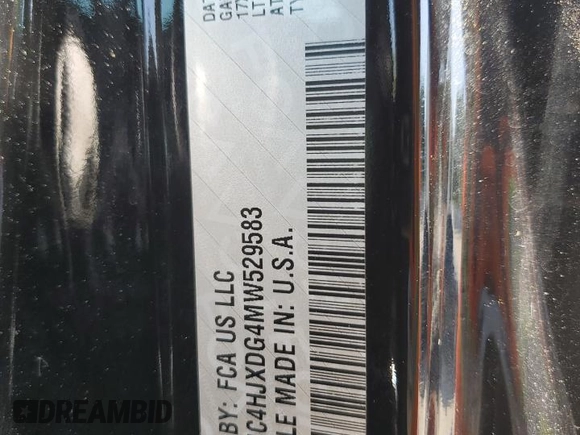 BY: FCA US LLC
C4HJXDG4MW529583
LE MADE IN: U.S.A.
DREAMBID